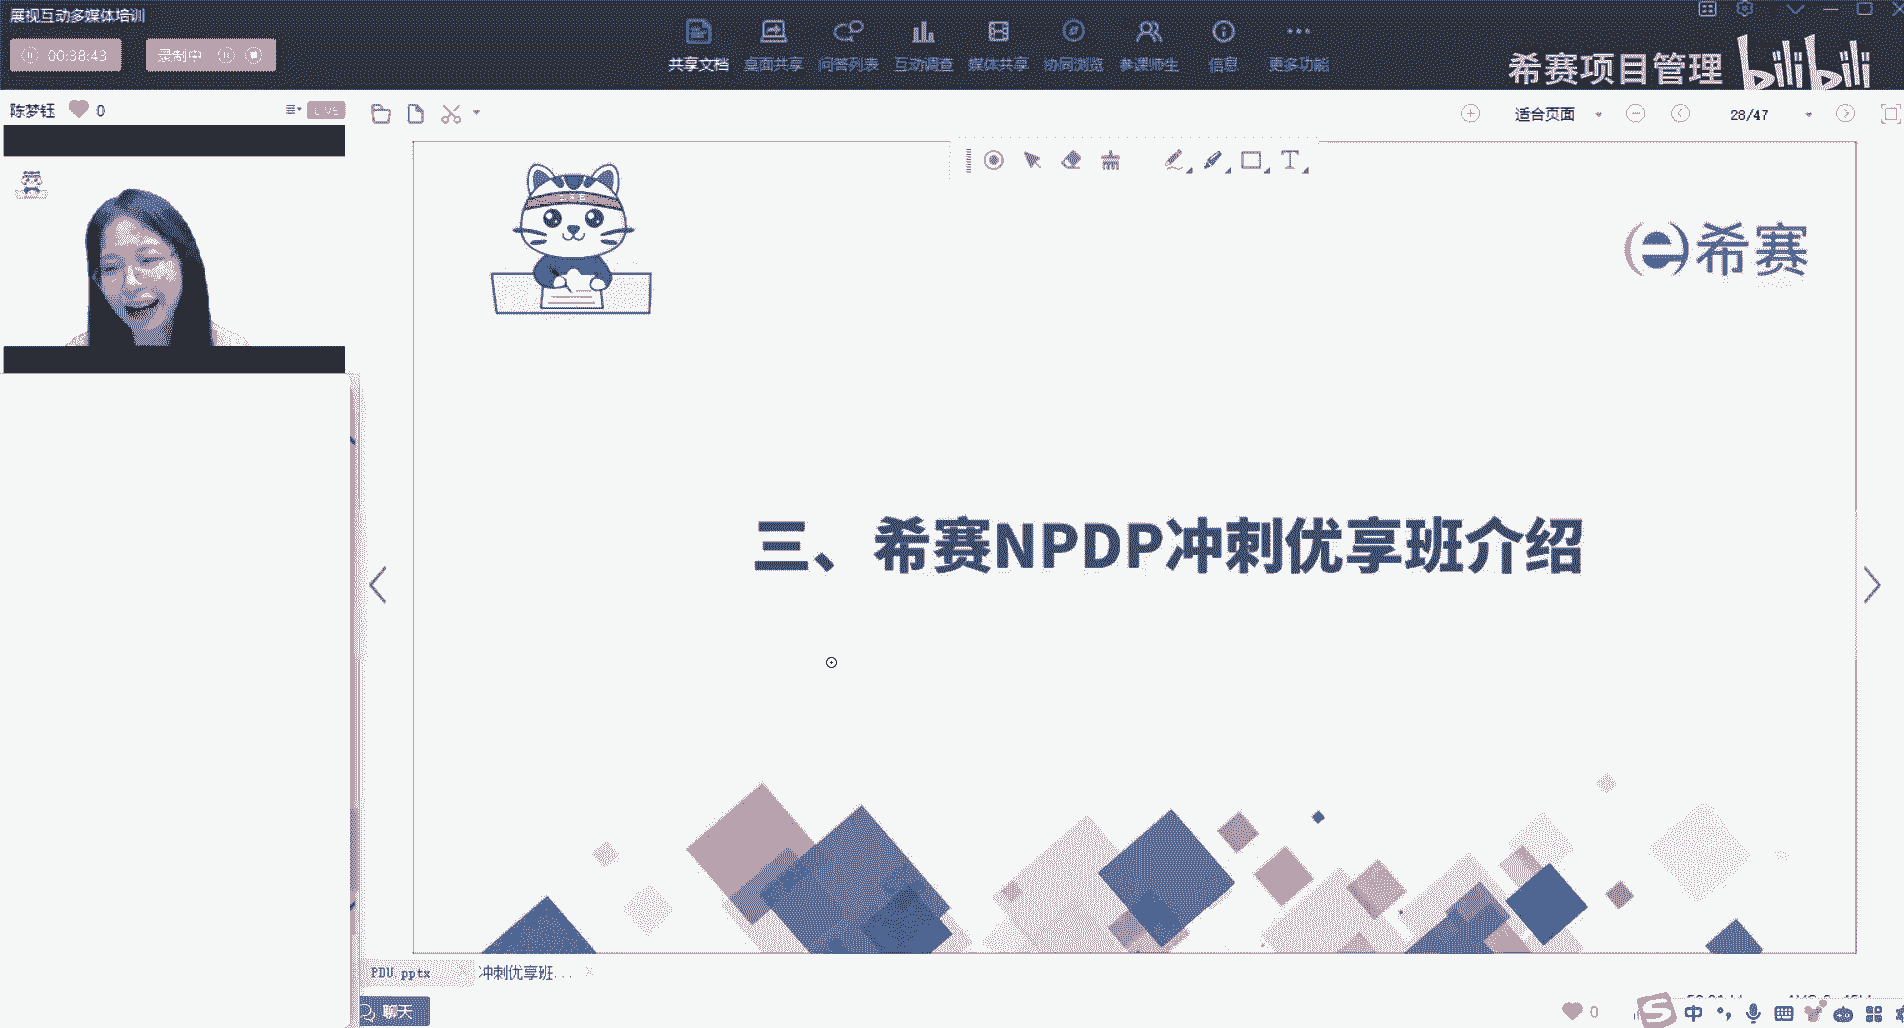 展视互动多媒体培训
00:38:43
录制中
共享文档
桌面共享
问答列表
互动调查
媒体共享
协同浏览
参课师生
信息
更多功能
希赛项目管理
bilibili
陈梦钰
0
LIVE
适合页面
28/47
T
e希赛
三、希赛NPDP冲刺优享班介绍
PDU.pptx
冲刺优享班...
聊天
0
S
中